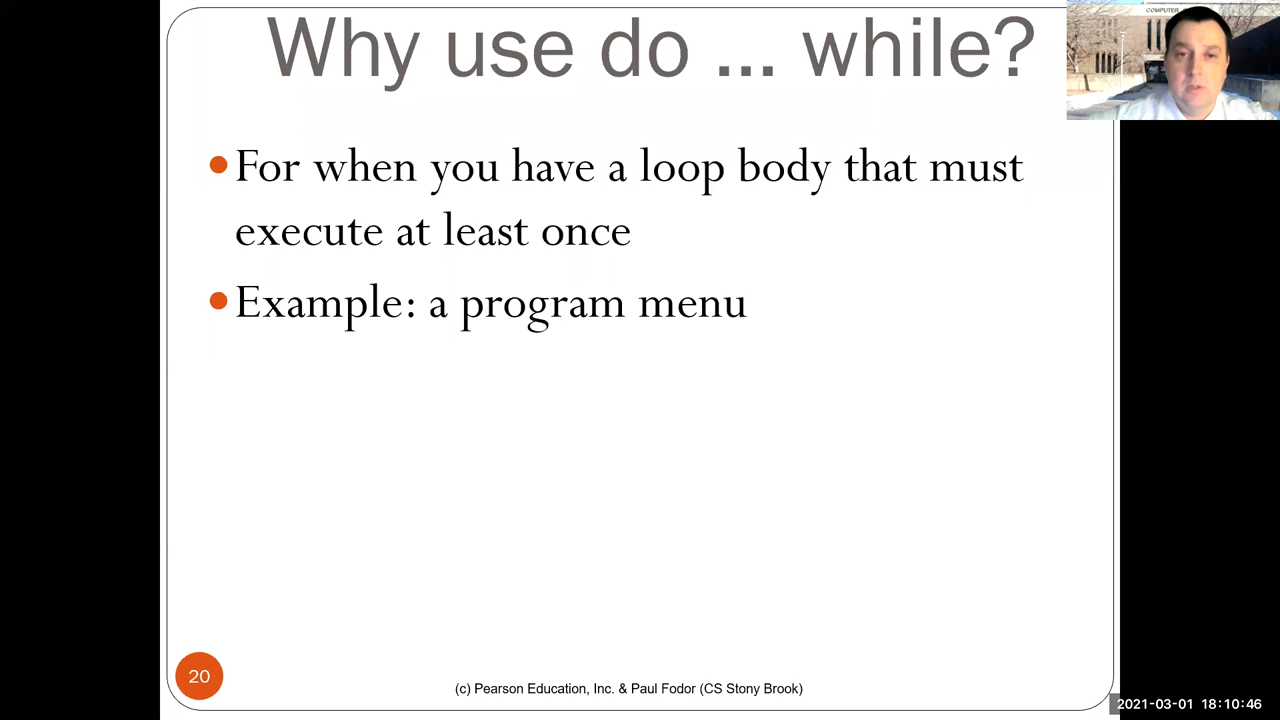 Why use do ... while?
COMPUTER
•For when you have a loop body that must
execute at least once
•Example: a program menu
20
(c) Pearson Education, Inc. & Paul Fodor (CS Stony Brook)
2021-03-01 18:10:46